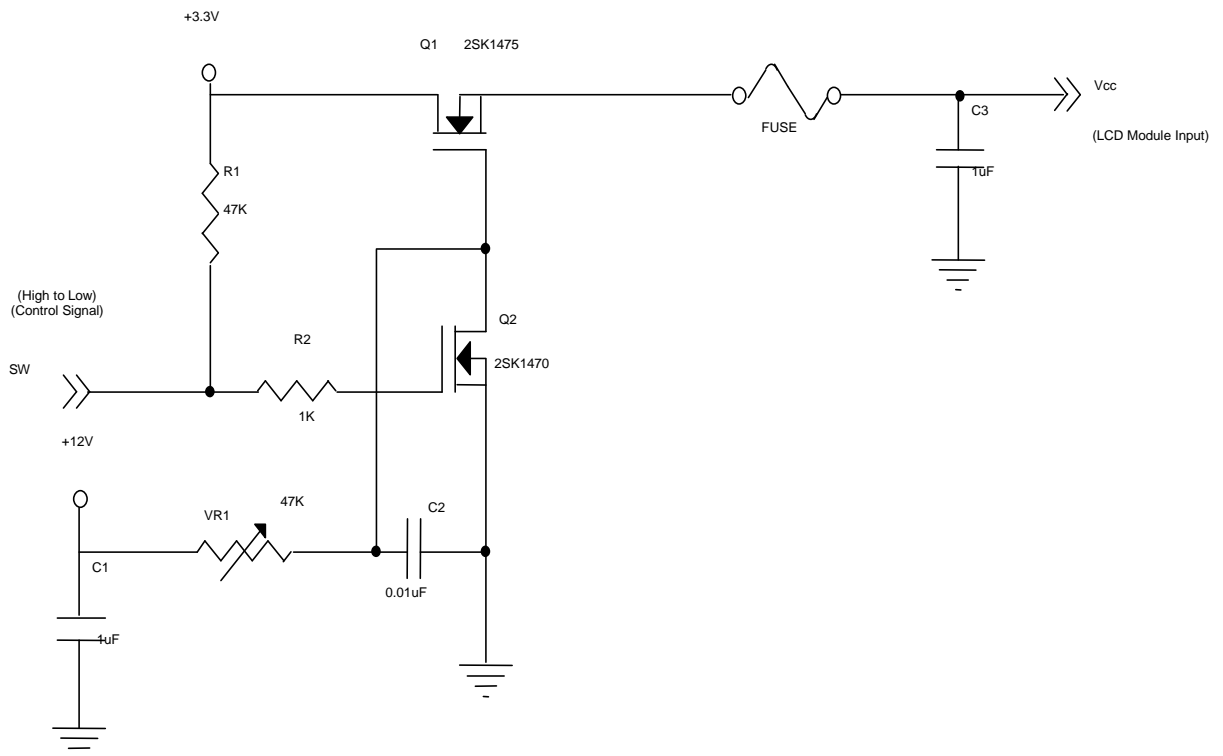 +3.3V
Q1 2SK1475
Vcc
C3
FUSE
(LCD Module Input)
R1
1uF
47K
(High to Low)
(Control Signal)
Q2
R2
2SK1470
SW
1K
+12V
47K
VR1
C2
C1
0.01uF
1uF